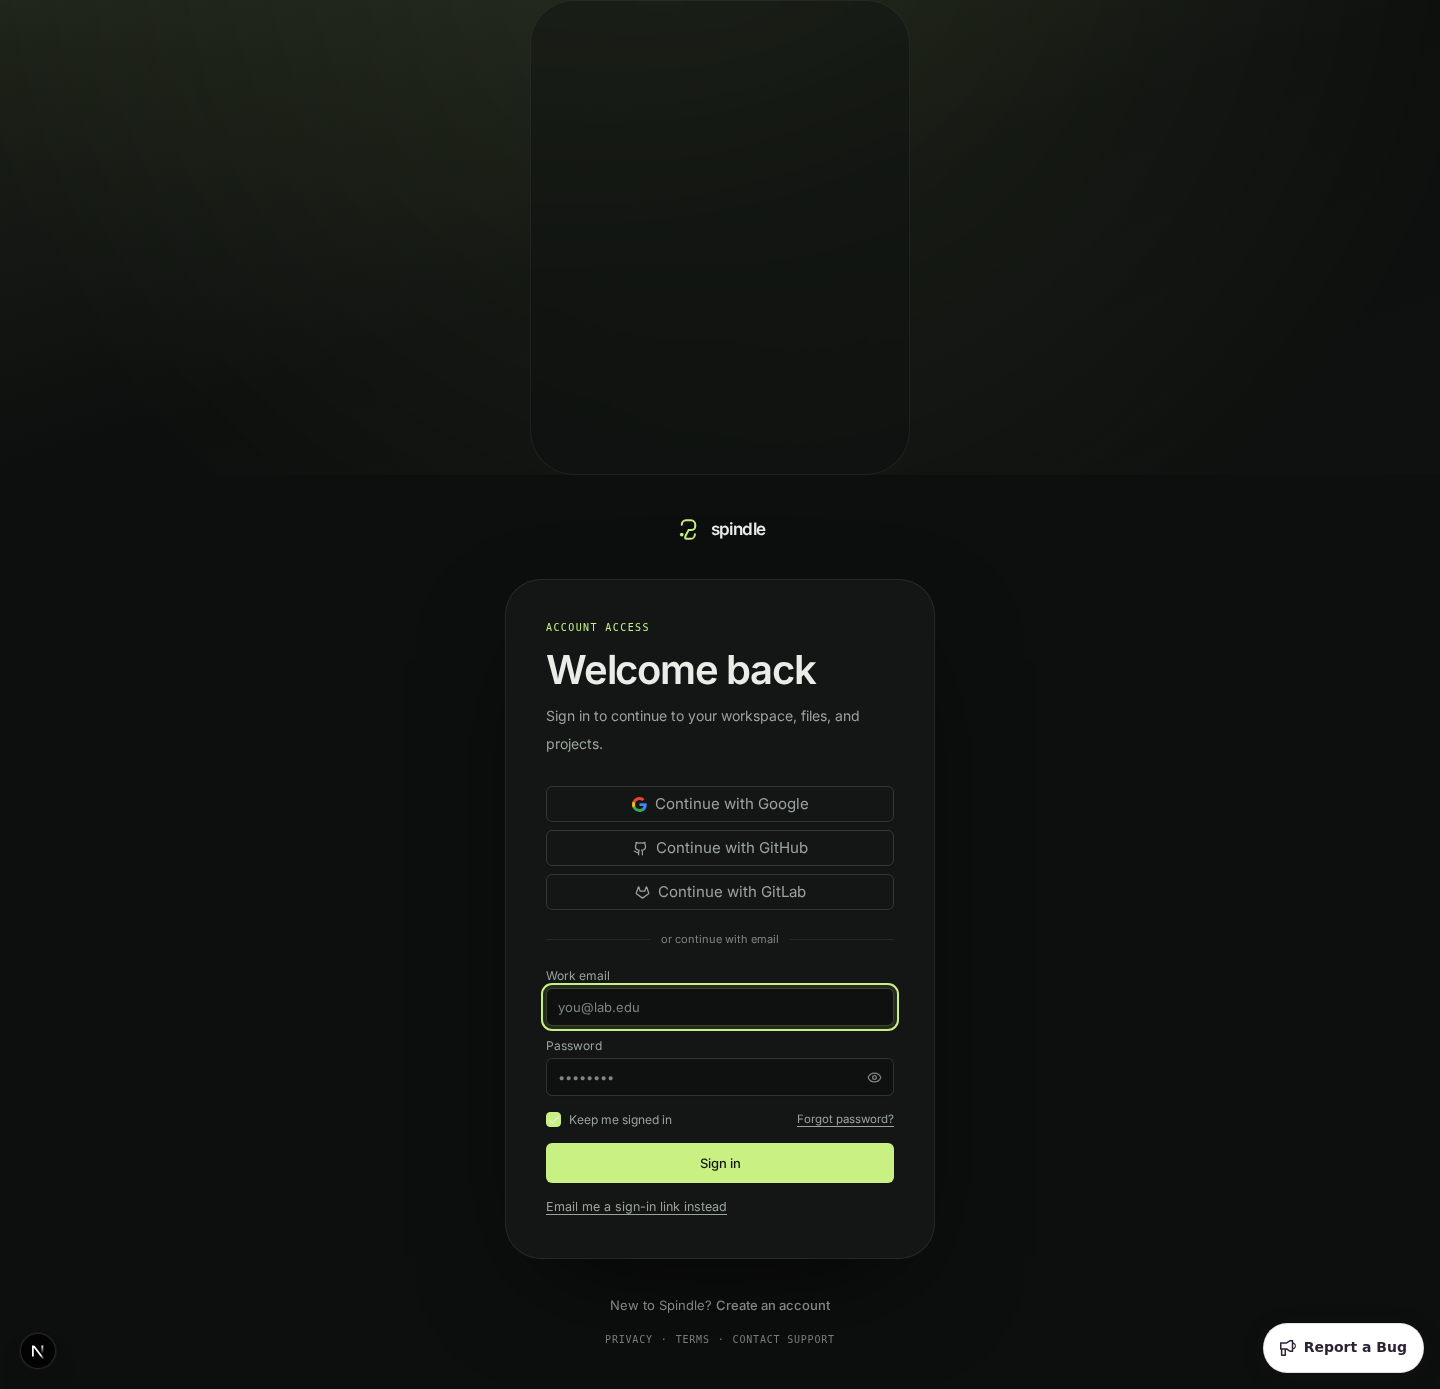 spindle
ACCOUNT ACCESS
Welcome back
Sign in to continue to your workspace, files, and
projects.
Continue with Google
Continue with GitHub
Continue with GitLab
or continue with email
Work email
you@lab.edu
Password
••••••••
Keep me signed in
Forgot password?
Sign in
Email me a sign-in link instead
New to Spindle? Create an account
PRIVACY · TERMS · CONTACT SUPPORT
N
Report a Bug